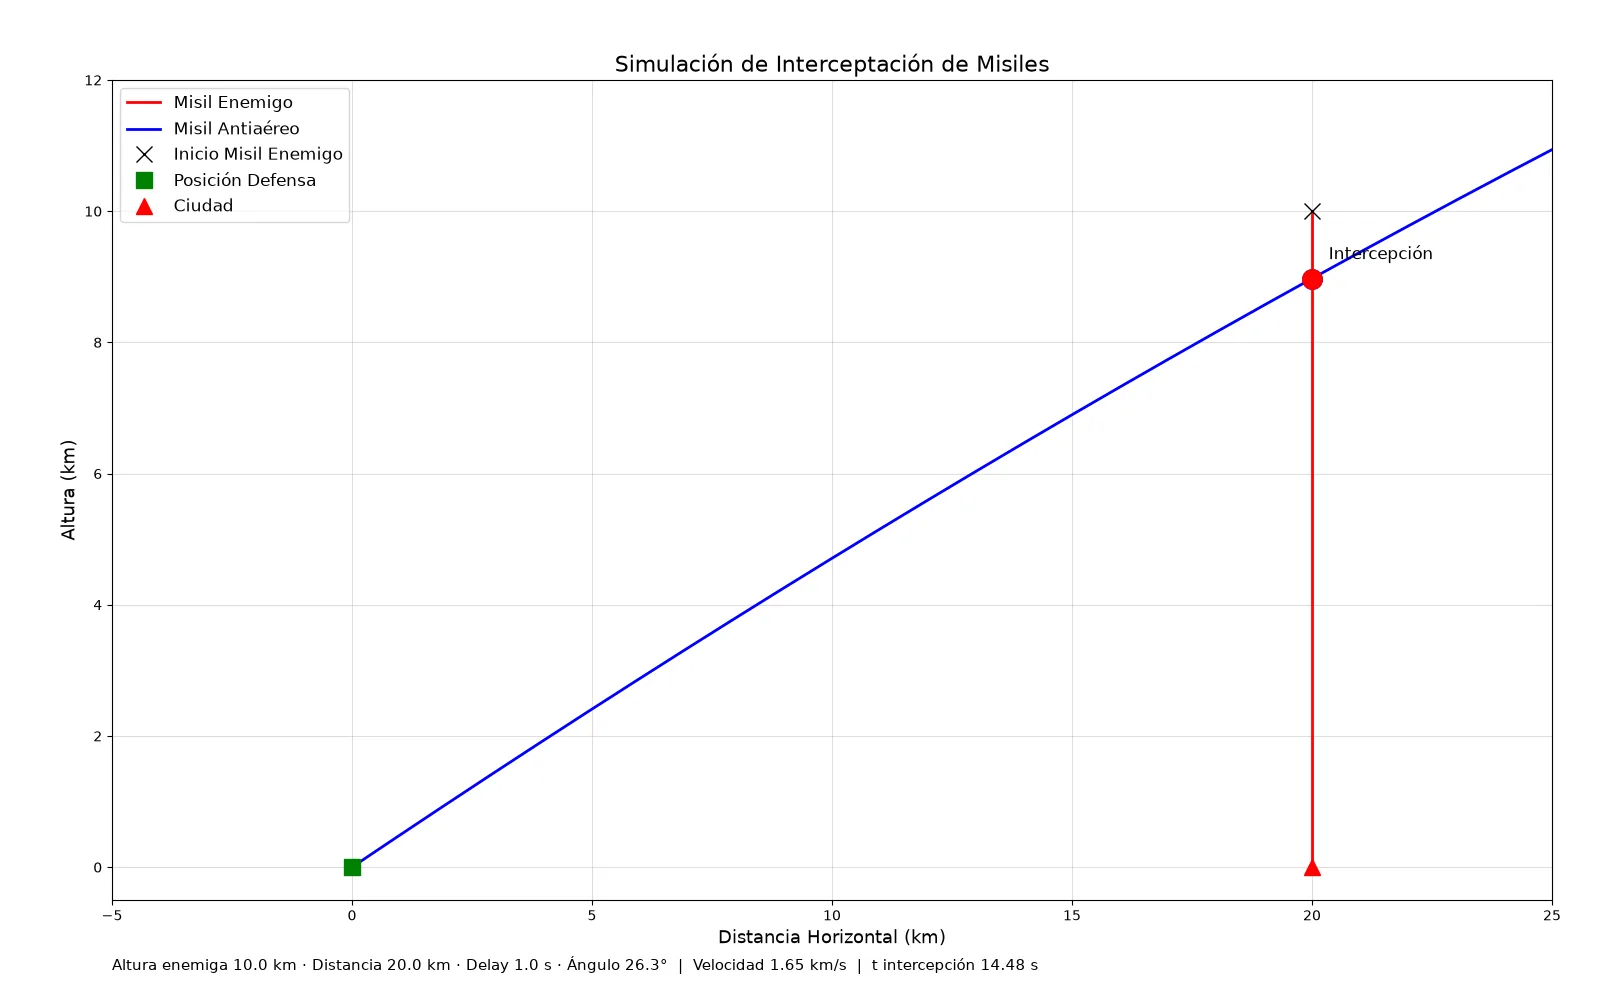 Simulación de Interceptación de Misiles
Misil Enemigo
Misil Antiaéreo
Inicio Misil Enemigo
Posición Defensa
Ciudad
Intercepción
12
10
8
6
4
2
0
Altura (km)
−5
0
5
10
15
20
25
Distancia Horizontal (km)
Altura enemiga 10.0 km · Distancia 20.0 km · Delay 1.0 s · Ángulo 26.3° | Velocidad 1.65 km/s | t intercepción 14.48 s